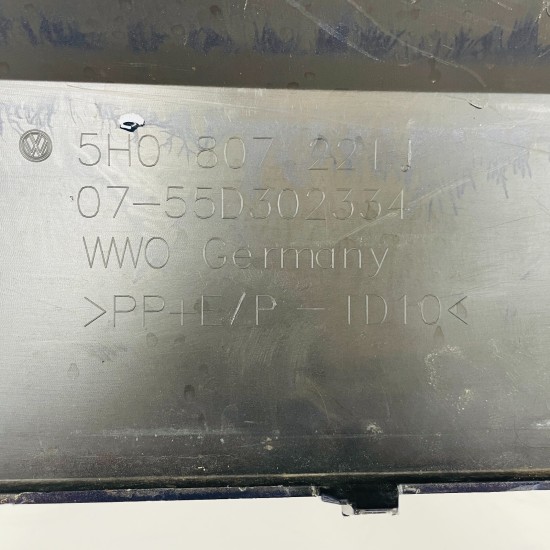 5H0 807 221 J
07-55D302334
WWO Germany
>PP+E/P - TD10<